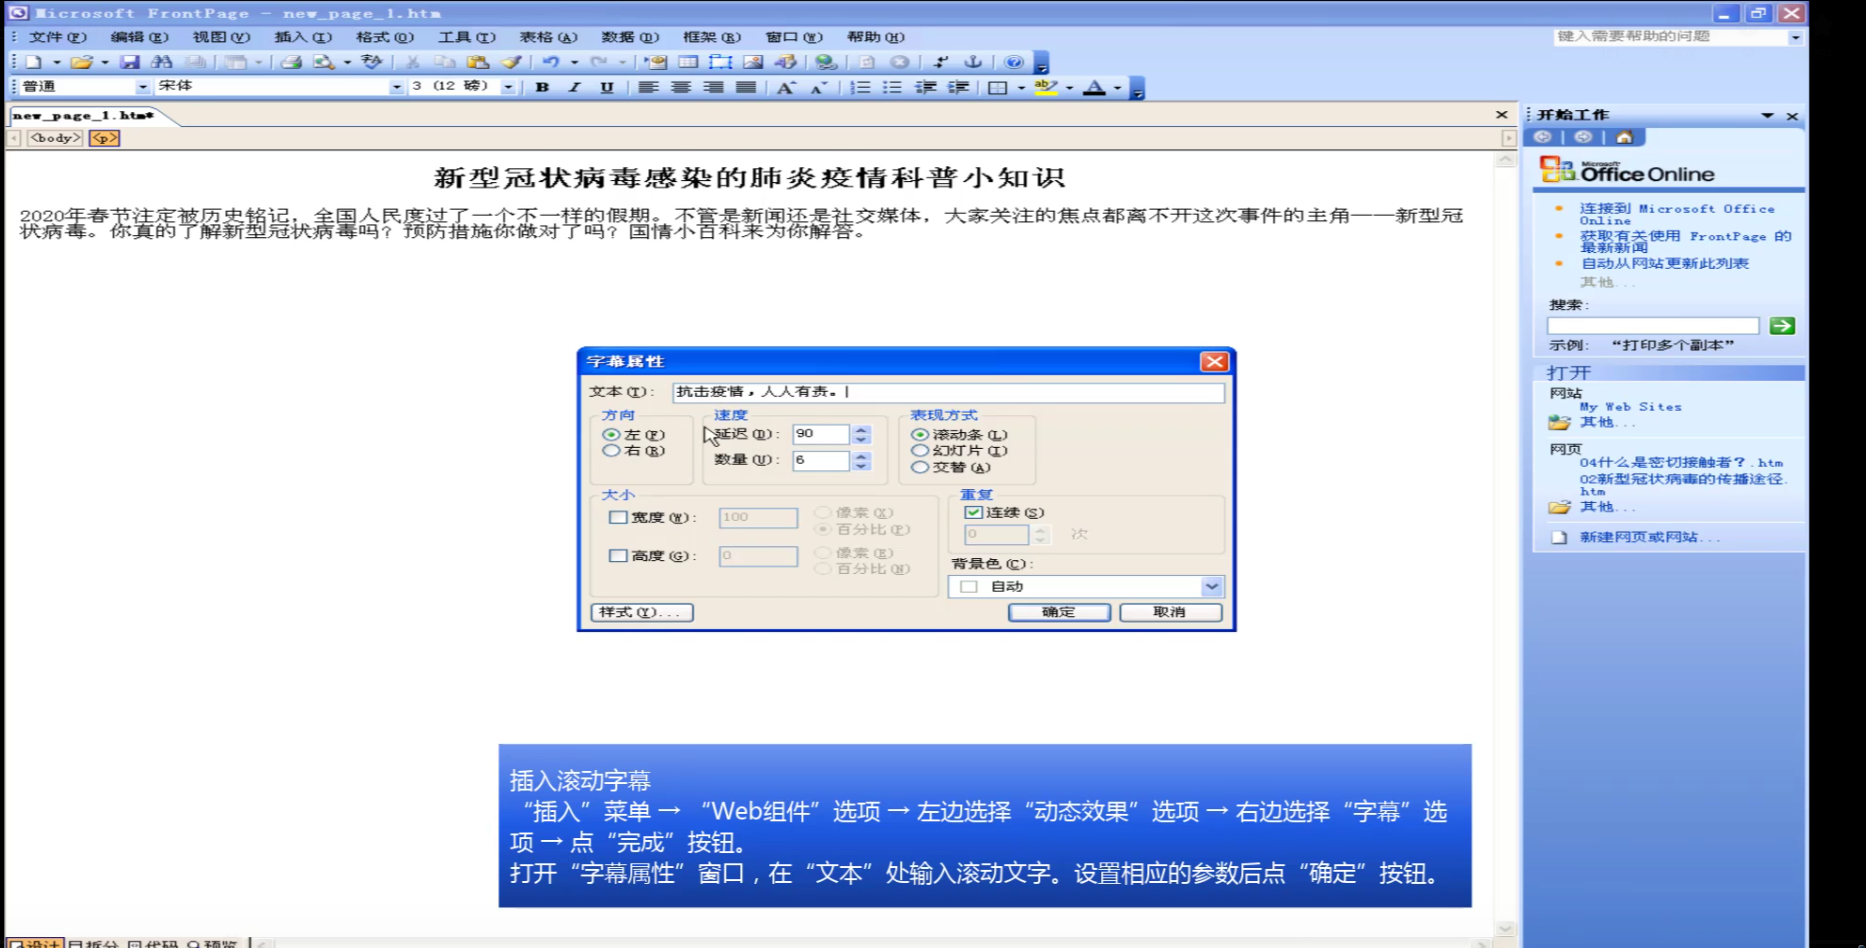 Microsoft FrontPage - new_page_1.htm
文件(F) 编辑(E) 视图(V) 插入(I) 格式(O) 工具(T) 表格(A) 数据(D) 框架(R) 窗口(W) 帮助(H)
键入需要帮助的问题
普通 宋体 3 (12 磅) B I U
new_page_1.htm*
<body> <p>
新型冠状病毒感染的肺炎疫情科普小知识
2020年春节注定被历史铭记，全国人民度过了一个不一样的假期。不管是新闻还是社交媒体，大家关注的焦点都离不开这次事件的主角——新型冠
状病毒。你真的了解新型冠状病毒吗？预防措施你做对了吗？国情小百科来为你解答。
字幕属性
文本(T): 抗击疫情，人人有责。
方向 速度 表现方式
左(F) 延迟(D): 90 滚动条(L)
右(R) 数量(U): 6 幻灯片(I)
交替(A)
大小 重复
宽度(W): 100 像素(X) 连续(S)
百分比(P) 0 次
高度(G): 0 像素(E) 背景色(C):
百分比(N) 自动
样式(Y)... 确定 取消
插入滚动字幕
“插入”菜单→ “Web组件”选项→左边选择“动态效果”选项→右边选择“字幕”选
项→点“完成”按钮。
打开“字幕属性”窗口，在“文本”处输入滚动文字。设置相应的参数后点“确定”按钮。
开始工作
Microsoft
Office Online
连接到 Microsoft Office
Online
获取有关使用 FrontPage 的
最新新闻
自动从网站更新此列表
其他...
搜索:
示例: “打印多个副本”
打开
网站
My Web Sites
其他...
网页
04什么是密切接触者？.htm
02新型冠状病毒的传播途径.
htm
其他...
新建网页或网站...
设计 拆分 代码 预览